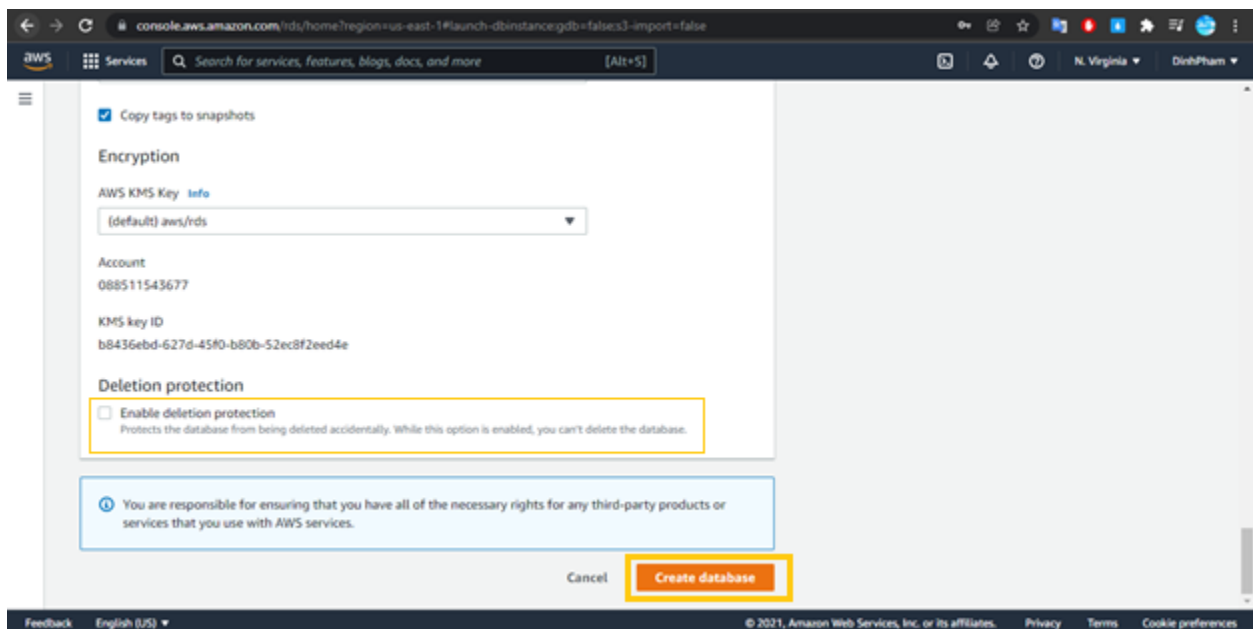 console.aws.amazon.com/rds/home?region=us-east-1#launch-dbinstance:gdb=false;s3-import=false
aws
Services
Search for services, features, blogs, docs, and more
[Alt+S]
N. Virginia
DinhPham
Copy tags to snapshots
Encryption
AWS KMS Key Info
(default) aws/rds
Account
088511543677
KMS key ID
b8436ebd-627d-45f0-b80b-52ec8f2eed4e
Deletion protection
Enable deletion protection
Protects the database from being deleted accidentally. While this option is enabled, you can't delete the database.
You are responsible for ensuring that you have all of the necessary rights for any third-party products or
services that you use with AWS services.
Cancel
Create database
Feedback
English (US)
© 2021, Amazon Web Services, Inc. or its affiliates.
Privacy
Terms
Cookie preferences